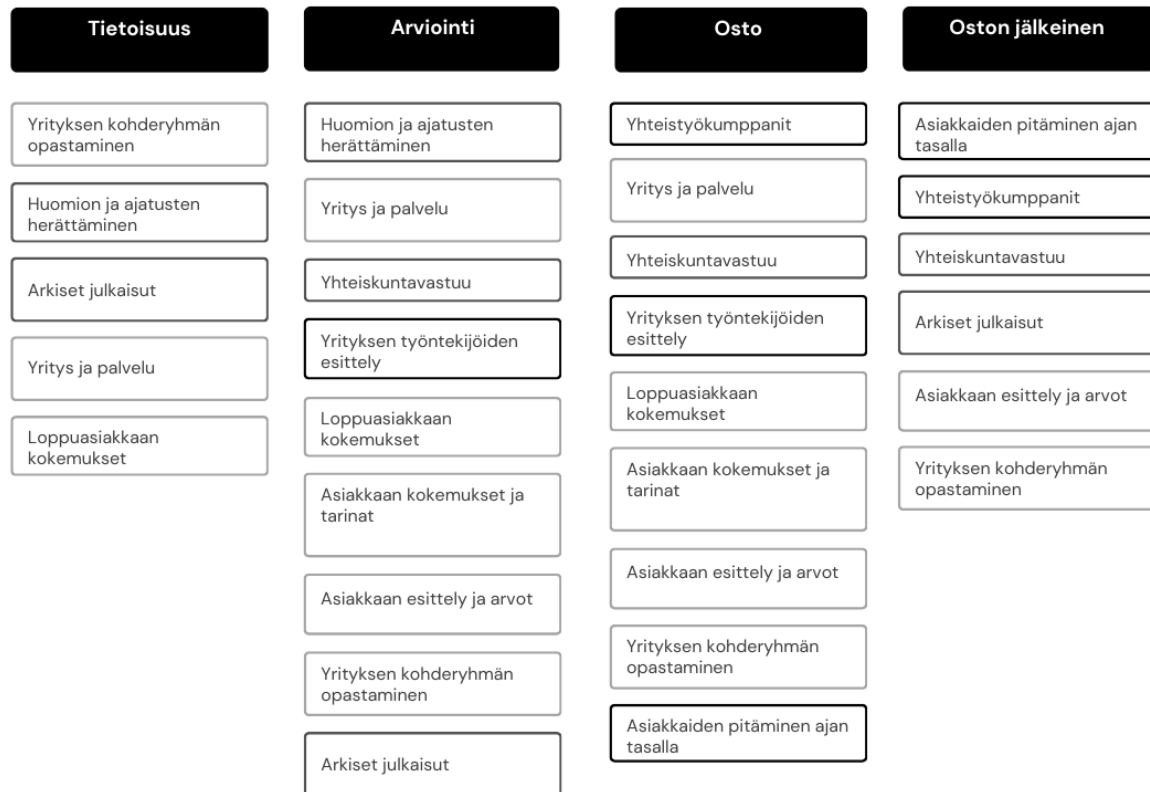 Tietoisuus
Yrityksen kohderyhmän
opastaminen
Huomion ja ajatusten
herättäminen
Arkiset julkaisut
Yritys ja palvelu
Loppuasiakkaan
kokemukset
Arviointi
Huomion ja ajatusten
herättäminen
Yritys ja palvelu
Yhteiskuntavastuu
Yrityksen työntekijöiden
esittely
Loppuasiakkaan
kokemukset
Asiakkaan kokemukset ja
tarinat
Asiakkaan esittely ja arvot
Yrityksen kohderyhmän
opastaminen
Arkiset julkaisut
Osto
Yhteistyökumppanit
Yritys ja palvelu
Yhteiskuntavastuu
Yrityksen työntekijöiden
esittely
Loppuasiakkaan
kokemukset
Asiakkaan kokemukset ja
tarinat
Asiakkaan esittely ja arvot
Yrityksen kohderyhmän
opastaminen
Asiakkaiden pitäminen ajan
tasalla
Oston jälkeinen
Asiakkaiden pitäminen ajan
tasalla
Yhteistyökumppanit
Yhteiskuntavastuu
Arkiset julkaisut
Asiakkaan esittely ja arvot
Yrityksen kohderyhmän
opastaminen